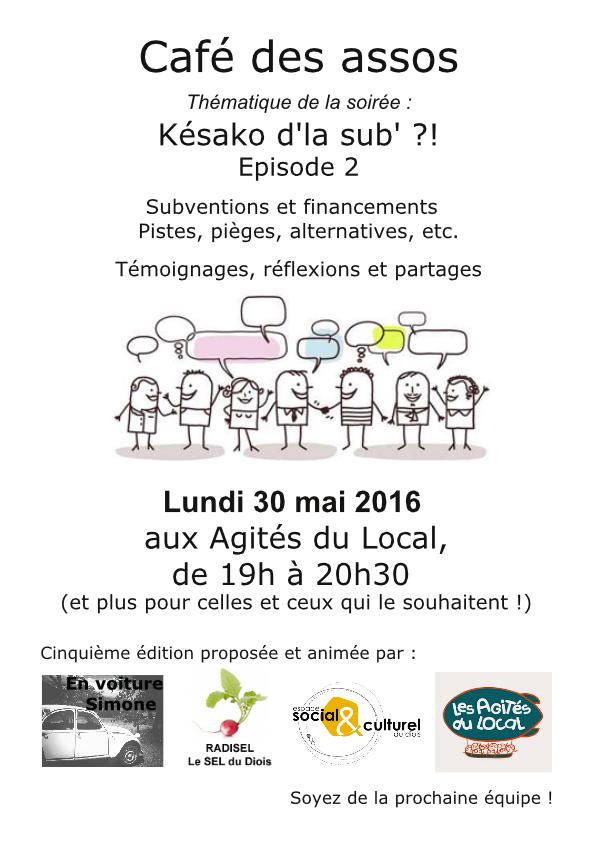 Café des assos
Thématique de la soirée :
Késako d'la sub' ?!
Episode 2
Subventions et financements
Pistes, pièges, alternatives, etc.
Témoignages, réflexions et partages
Lundi 30 mai 2016
aux Agités du Local,
de 19h à 20h30
(et plus pour celles et ceux qui le souhaitent !)
Cinquième édition proposée et animée par :
En voiture
Simone
RADISEL
Le SEL du Diois
espace
social & culturel
du diois
Les Agités
du LOCAL
Soyez de la prochaine équipe !